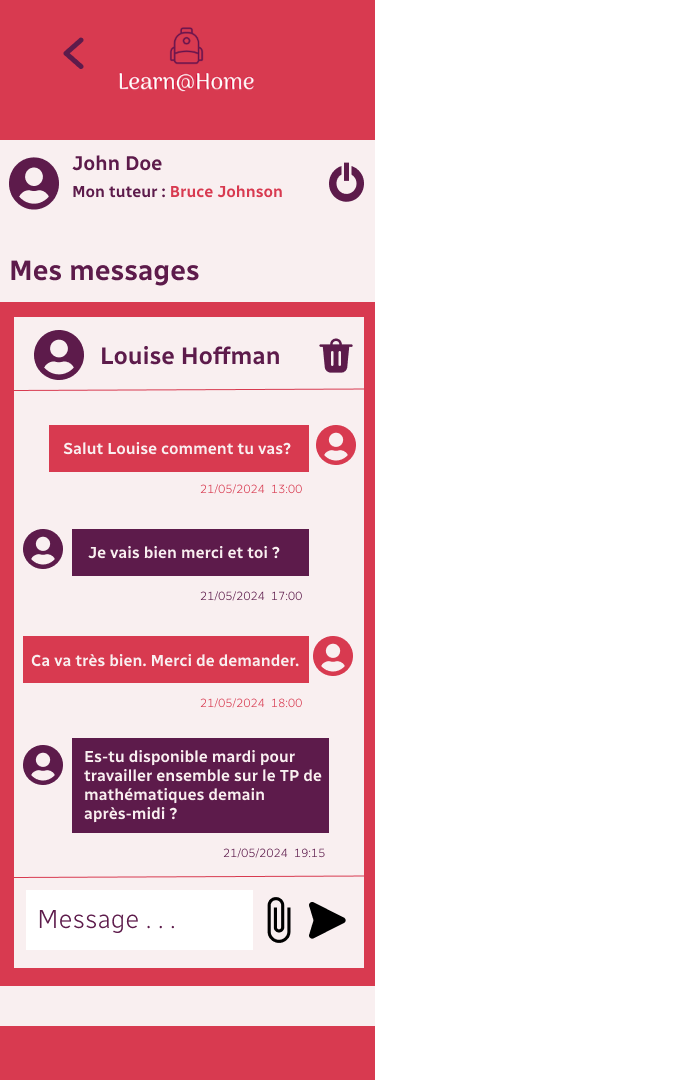 Learn@Home
John Doe
Mon tuteur : Bruce Johnson
Mes messages
Louise Hoffman
Salut Louise comment tu vas?
21/05/2024 13:00
Je vais bien merci et toi ?
21/05/2024 17:00
Ca va très bien. Merci de demander.
21/05/2024 18:00
Es-tu disponible mardi pour
travailler ensemble sur le TP de
mathématiques demain
après-midi ?
21/05/2024 19:15
Message . . .